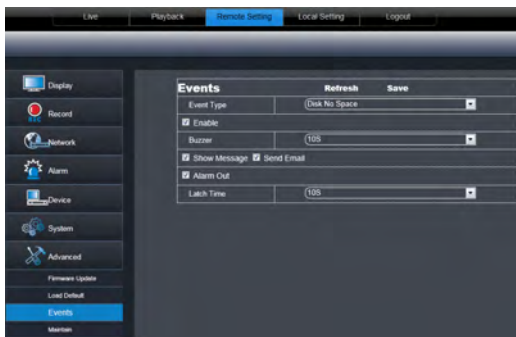 Live Playback Remote Setting Local Setting Logout
Display
Record
Network
Alarm
Device
System
Advanced
Firmware Update
Load Default
Events
Maintain
Events Refresh Save
Event Type (Disk No Space
Enable
Buzzer (10S
Show Message Send Email
Alarm Out
Latch Time (10S